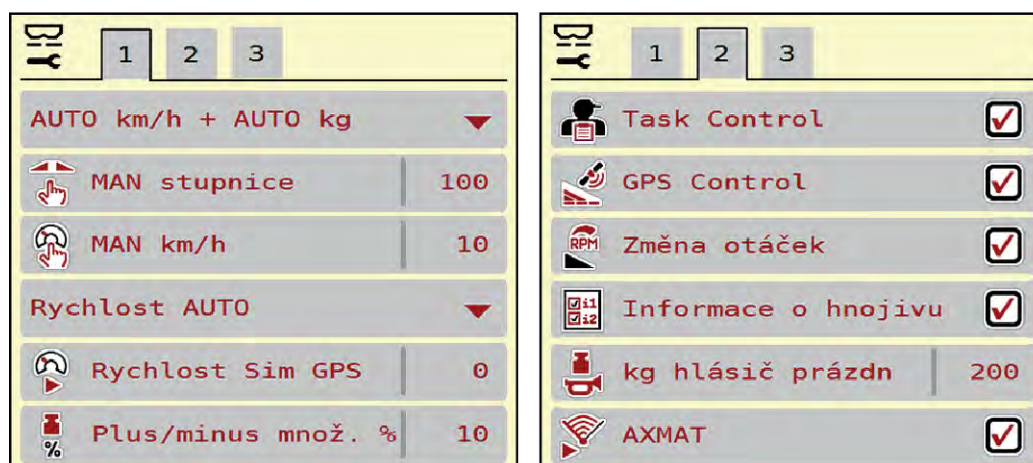 1 2 3
AUTO km/h + AUTO kg
MAN stupnice 100
MAN km/h 10
Rychlost AUTO
Rychlost Sim GPS 0
% Plus/minus množ. % 10
1 2 3
Task Control
GPS Control
RPM Změna otáček
i1 i2 Informace o hnojivu
kg hlásič prázdn 200
AXMAT